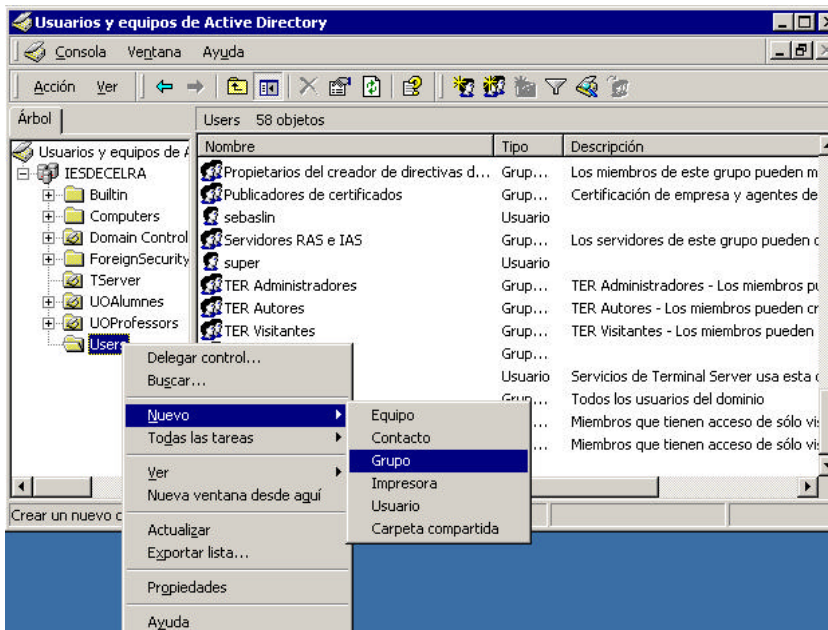 Usuarios y equipos de Active Directory
Consola Ventana Ayuda
Acción Ver
Árbol
Users 58 objetos
Usuarios y equipos de A
IESDECELRA
Builtin
Computers
Domain Control
ForeignSecurity
TServer
UOAlumnes
UOProfessors
Users
Nombre Tipo Descripción
Propietarios del creador de directivas d... Grup... Los miembros de este grupo pueden m
Publicadores de certificados Grup... Certificación de empresa y agentes de
sebaslin Usuario
Servidores RAS e IAS Grup... Los servidores de este grupo pueden c
super Usuario
TER Administradores Grup... TER Administradores - Los miembros pu
TER Autores Grup... TER Autores - Los miembros pueden cr
TER Visitantes Grup... TER Visitantes - Los miembros pueden
Grup...
Usuario Servicios de Terminal Server usa esta c
Grup... Todos los usuarios del dominio
... Miembros que tienen acceso de sólo vi
... Miembros que tienen acceso de sólo vi
Crear un nuevo o
Delegar control...
Buscar...
Nuevo
Todas las tareas
Ver
Nueva ventana desde aquí
Actualizar
Exportar lista...
Propiedades
Ayuda
Equipo
Contacto
Grupo
Impresora
Usuario
Carpeta compartida